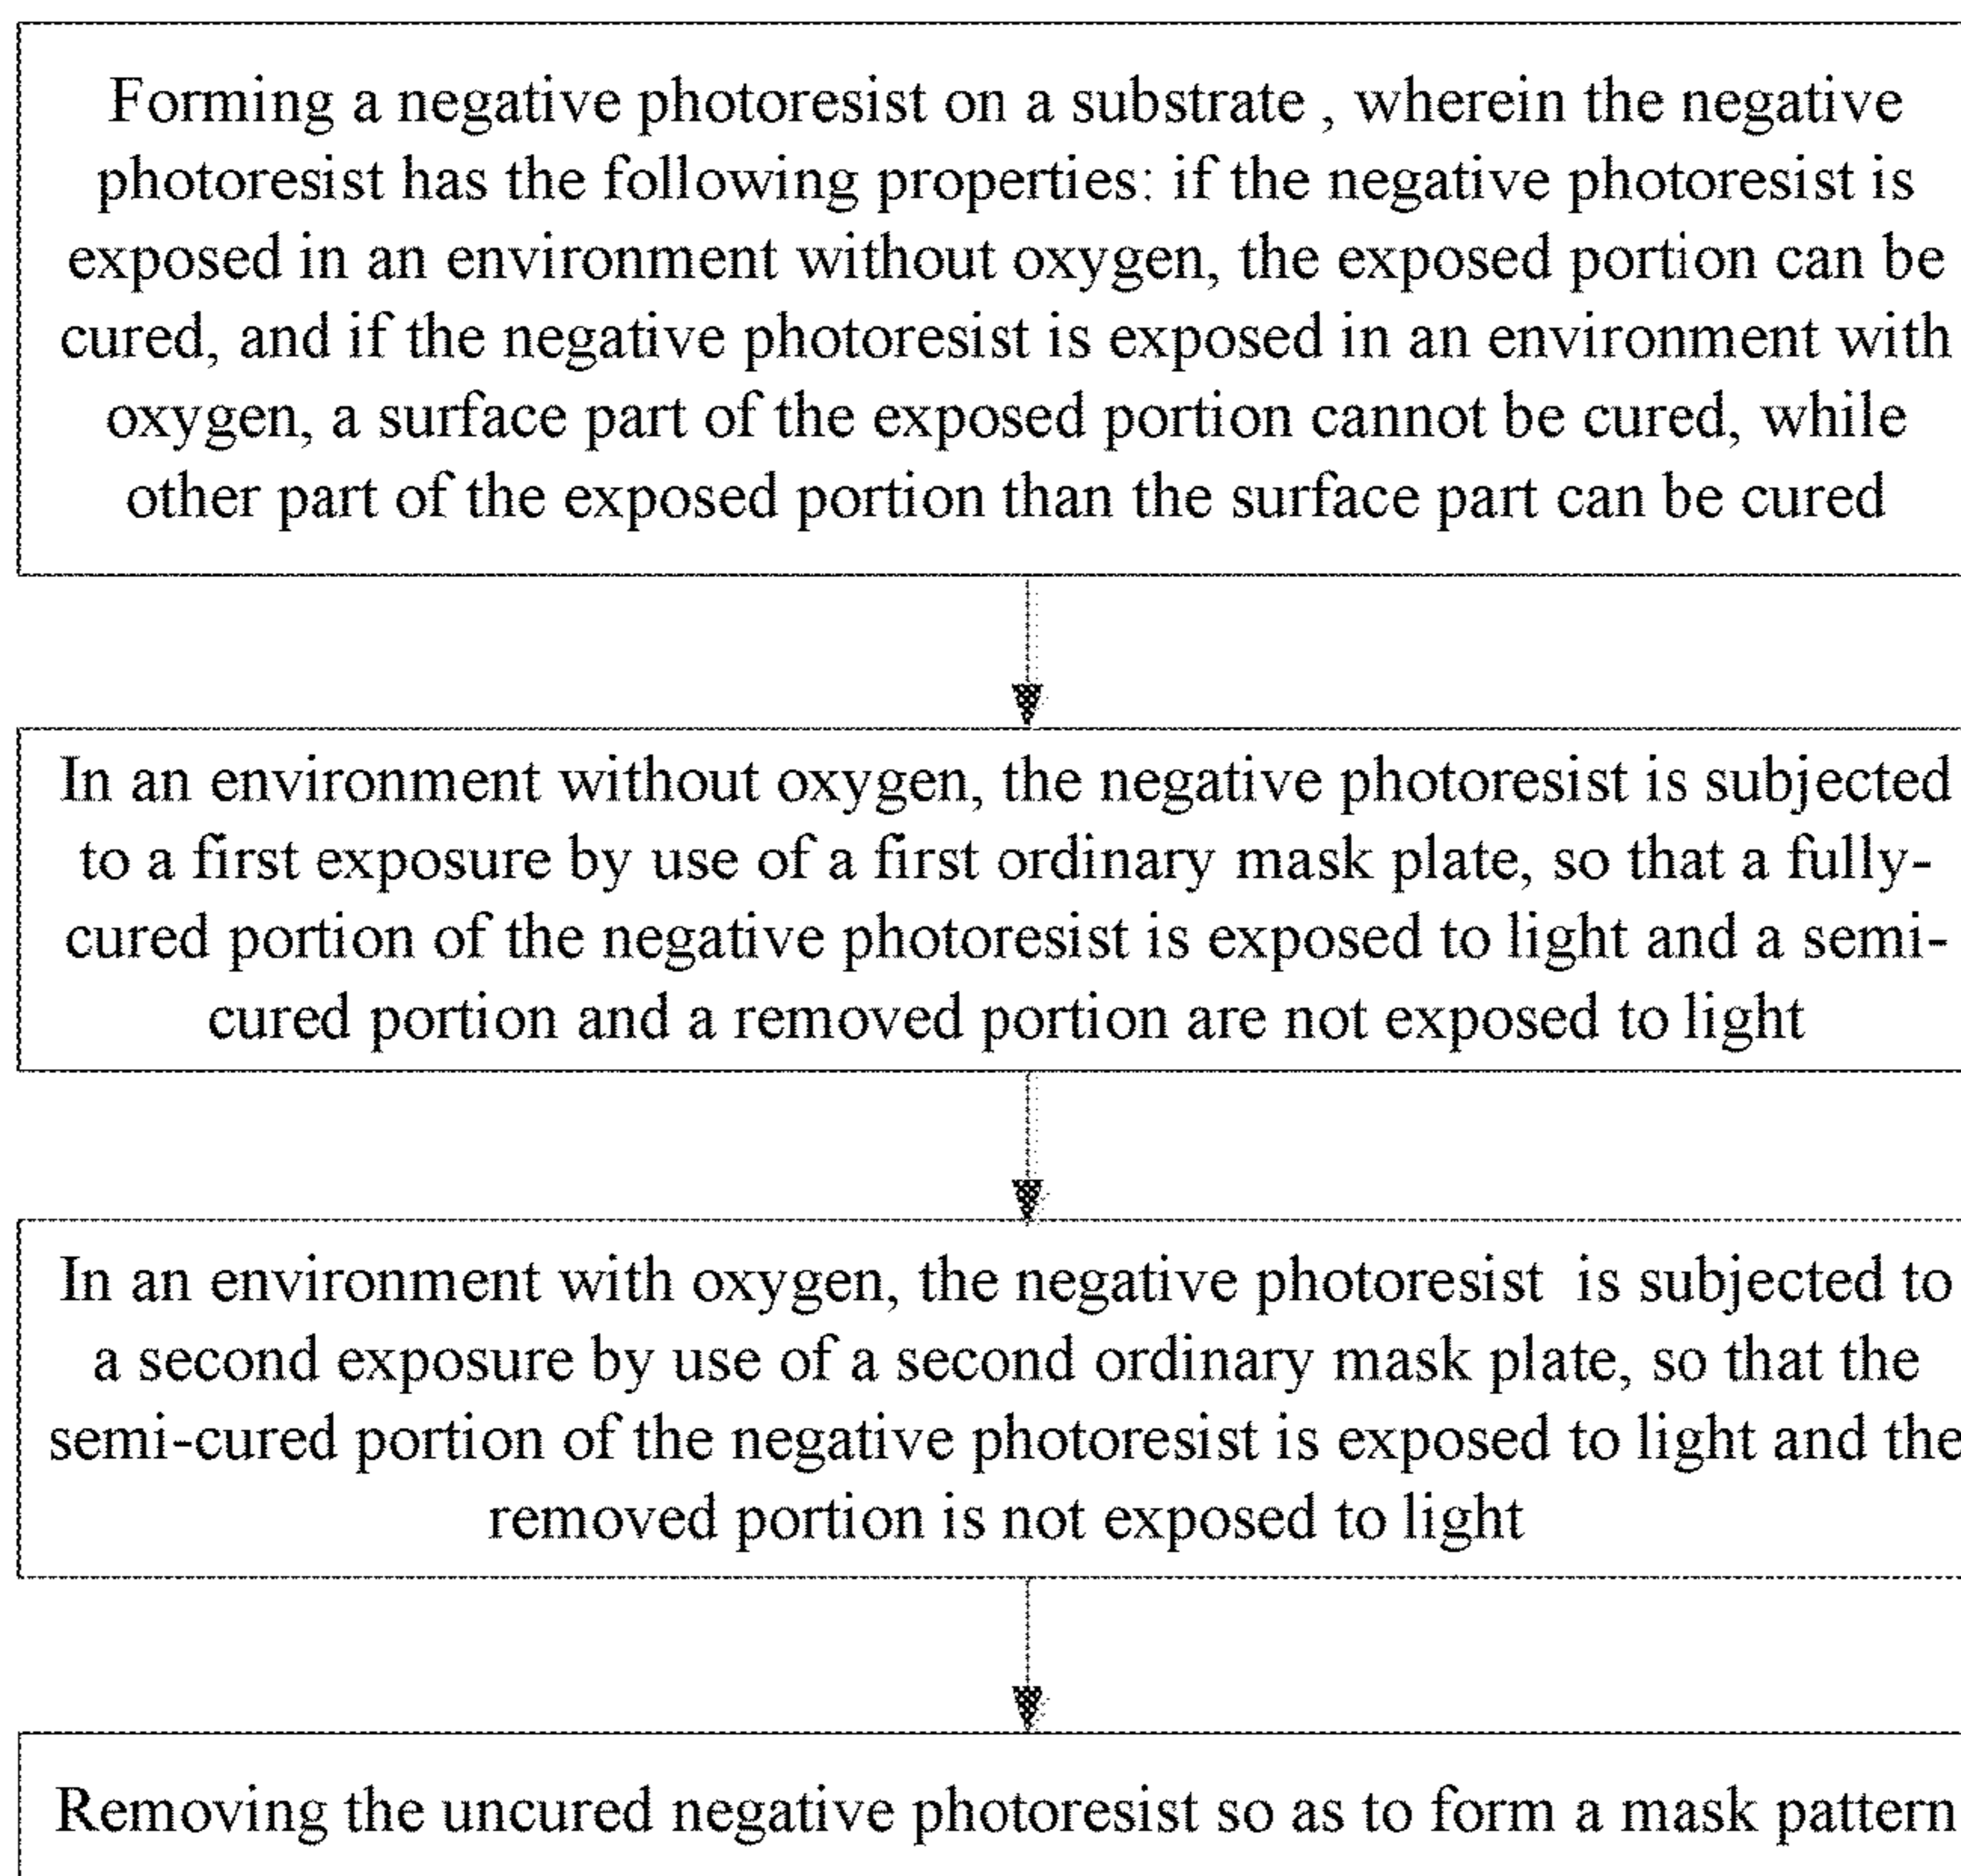 Forming a negative photoresist on a substrate , wherein the negative
photoresist has the following properties: if the negative photoresist is
exposed in an environment without oxygen, the exposed portion can be
cured, and if the negative photoresist is exposed in an environment with
oxygen, a surface part of the exposed portion cannot be cured, while
other part of the exposed portion than the surface part can be cured
In an environment without oxygen, the negative photoresist is subjected
to a first exposure by use of a first ordinary mask plate, so that a fully-
cured portion of the negative photoresist is exposed to light and a semi-
cured portion and a removed portion are not exposed to light
In an environment with oxygen, the negative photoresist is subjected to
a second exposure by use of a second ordinary mask plate, so that the
semi-cured portion of the negative photoresist is exposed to light and the
removed portion is not exposed to light
Removing the uncured negative photoresist so as to form a mask pattern